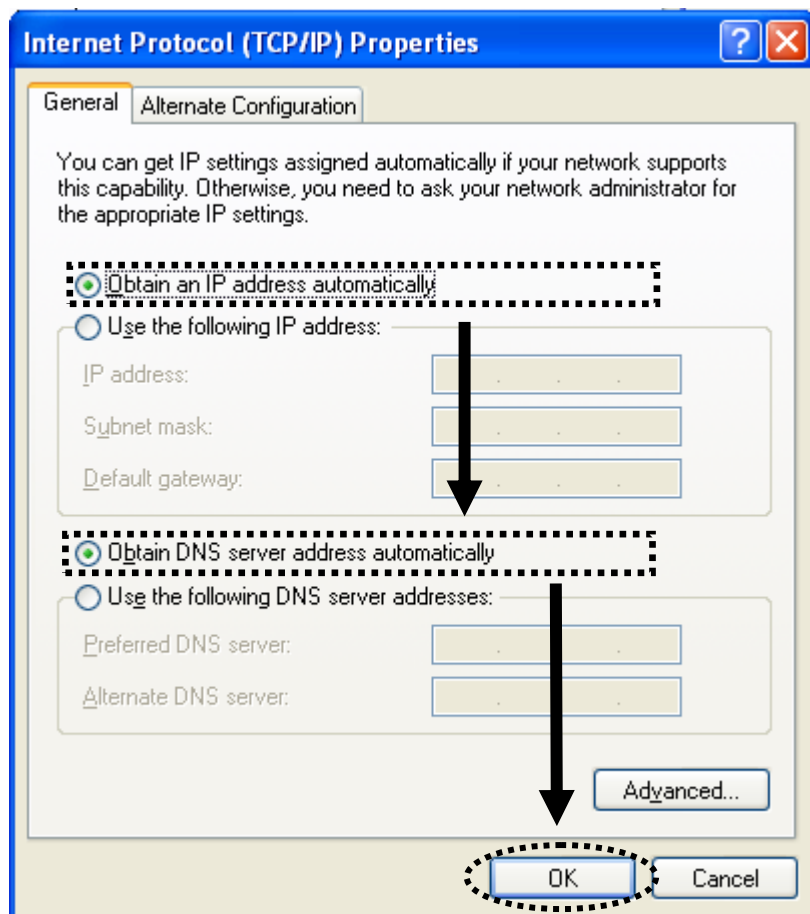 Internet Protocol (TCP/IP) Properties
General
Alternate Configuration
You can get IP settings assigned automatically if your network supports
this capability. Otherwise, you need to ask your network administrator for
the appropriate IP settings.
Obtain an IP address automatically
Use the following IP address:
IP address:
Subnet mask:
Default gateway:
Obtain DNS server address automatically
Use the following DNS server addresses:
Preferred DNS server:
Alternate DNS server:
Advanced...
OK
Cancel